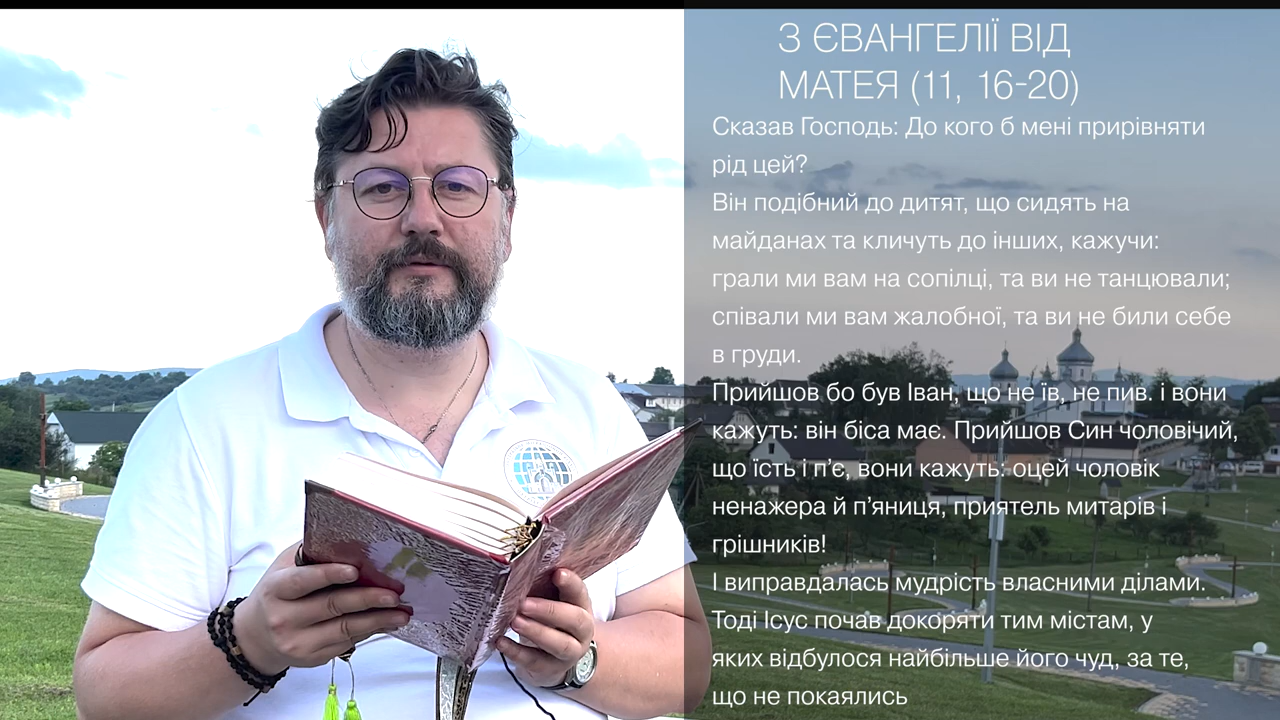 З ЄВАНГЕЛІЇ ВІД
МАТЕЯ (11, 16-20)
Сказав Господь: До кого б мені прирівняти
рід цей?
Він подібний до дитят, що сидять на
майданах та кличуть до інших, кажучи:
грали ми вам на сопілці, та ви не танцювали;
співали ми вам жалобної, та ви не били себе
в груди.
Прийшов бо був Іван, що не їв, не пив. і вони
кажуть: він біса має. Прийшов Син чоловічий,
що їсть і п’є, вони кажуть: оцей чоловік
ненажера й п’яниця, приятель митарів і
грішників!
І виправдалась мудрість власними ділами.
Тоді Ісус почав докоряти тим містам, у
яких відбулося найбільше його чуд, за те,
що не покаялись